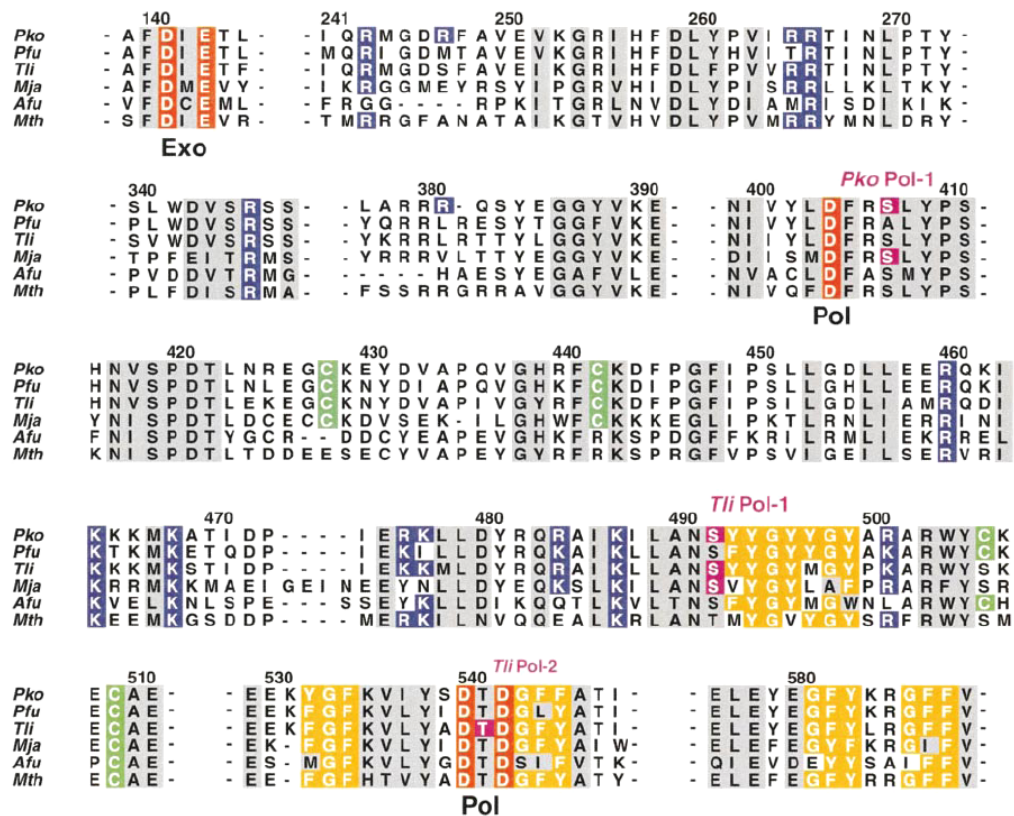 140 241 250 260 270
Pko - A F D I E T L - - I Q R M G D R F A V E V K G R I H F D L Y P V I R R T I N L P T Y -
Pfu - A F D I E T L - - M Q R I G D M T A V E V K G R I H F D L Y H V I T R T I N L P T Y -
Tli - A F D I E T F - - I Q R M G D S F A V E I K G R I H F D L F P V V R R T I N L P T Y -
Mja - A F D M E V Y - - I K R G G M E Y R S Y I P G R V H I D L Y P I S R R L L K L T K Y -
Afu - V F D C E M L - - F R G G - - - - R P K I T G R L N V D L Y D I A M R I S D I K I K -
Mth - S F D I E V R - - T M R R G F A N A T A I K G T V H V D L Y P V M R R Y M N L D R Y -
Exo
Pko Pol-1
340 380 390 400 410
Pko - S L W D V S R S S - - L A R R R - Q S Y E G G Y V K E - - N I V Y L D F R S L Y P S -
Pfu - P L W D V S R S S - - Y Q R R L R E S Y T G G F V K E - - N I V Y L D F R A L Y P S -
Tli - S V W D V S R S S - - Y K R R L R T T Y L G G Y V K E - - N I I Y L D F R S L Y P S -
Mja - T P F E I T R M S - - Y R R R V L T T Y E G G Y V K E - - D I I S M D F R S L Y P S -
Afu - P V D D V T R M G - - - - - - H A E S Y E G A F V L E - - N V A C L D F A S M Y P S -
Mth - P L F D I S R M A - - F S S R R G R R A V G G Y V K E - - N I V Q F D F R S L Y P S -
Pol
420 430 440 450 460
Pko H N V S P D T L N R E G C K E Y D V A P Q V G H R F C K D F P G F I P S L L G D L L E E R Q K I
Pfu H N V S P D T L N L E G C K N Y D I A P Q V G H K F C K D I P G F I P S L L G H L L E E R Q K I
Tli H N V S P D T L E K E G C K N Y D V A P I V G Y R F C K D F P G F I P S I L G D L I A M R Q D I
Mja Y N I S P D T L D C E C C K D V S E K - I L G H W F C K K K E G L I P K T L R N L I E R R I N I
Afu F N I S P D T Y G C R - - D D C Y E A P E V G H K F R K S P D G F F K R I L R M L I E K R R E L
Mth K N I S P D T L T D D E E S E C Y V A P E Y G Y R F R K S P R G F V P S V I G E I L S E R V R I
Tli Pol-1
470 480 490 500
Pko K K K M K A T I D P - - - - I E R K L L D Y R Q R A I K L L A N S Y Y G Y Y G Y A R A R W Y C K
Pfu K T K M K E T Q D P - - - - I E K I L L D Y R Q K A I K L L A N S F Y G Y Y G Y A K A R W Y C K
Tli K K K M K S T I D P - - - - I E K K M L D Y R Q R A I K L L A N S Y Y G Y M G Y P K A R W Y S K
Mja K R R M K K M A E I G E I N E E Y N L L D Y E Q K S L K I L A N S V Y G Y L A F P R A R F Y S R
Afu K V E L K N L S P E - - - - S S E Y K L L D I K Q Q T L K V L T N S F Y G Y M G W N L A R W Y C H
Mth K E E M K G S D D P - - - - M E R K I L N V Q Q E A L K R L A N T M Y G V Y G Y S R F R W Y S M
Tli Pol-2
510 530 540 580
Pko E C A E - - E E K Y G F K V I Y S D T D G F F A T I - - E L E Y E G F Y K R G F F V -
Pfu E C A E - - E E K F G F K V L Y I D T D G L Y A T I - - E L E Y E G F Y K R G F F V -
Tli E C A E - - E E K F G F K V L Y A D T D G F Y A T I - - E L E Y E G F Y L R G F F V -
Mja E C A E - - E K - F G F K V L Y I D T D G F Y A I W - - E L E F E G Y F K R G I F V -
Afu P C A E - - E S - M G F K V L Y G D T D S I F V T K - - Q I E V D E Y Y S A I F F V -
Mth E C A E - - E E - F G F H T V Y A D T D G F Y A T Y - - E L E F E G F Y R R G F F V -
Pol